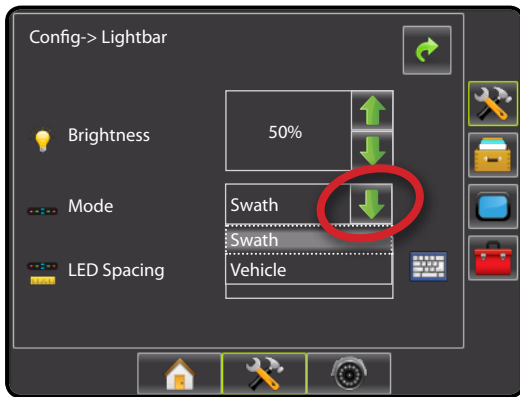 Config-> Lightbar
Brightness
50%
Mode
Swath
Swath
LED Spacing
Vehicle